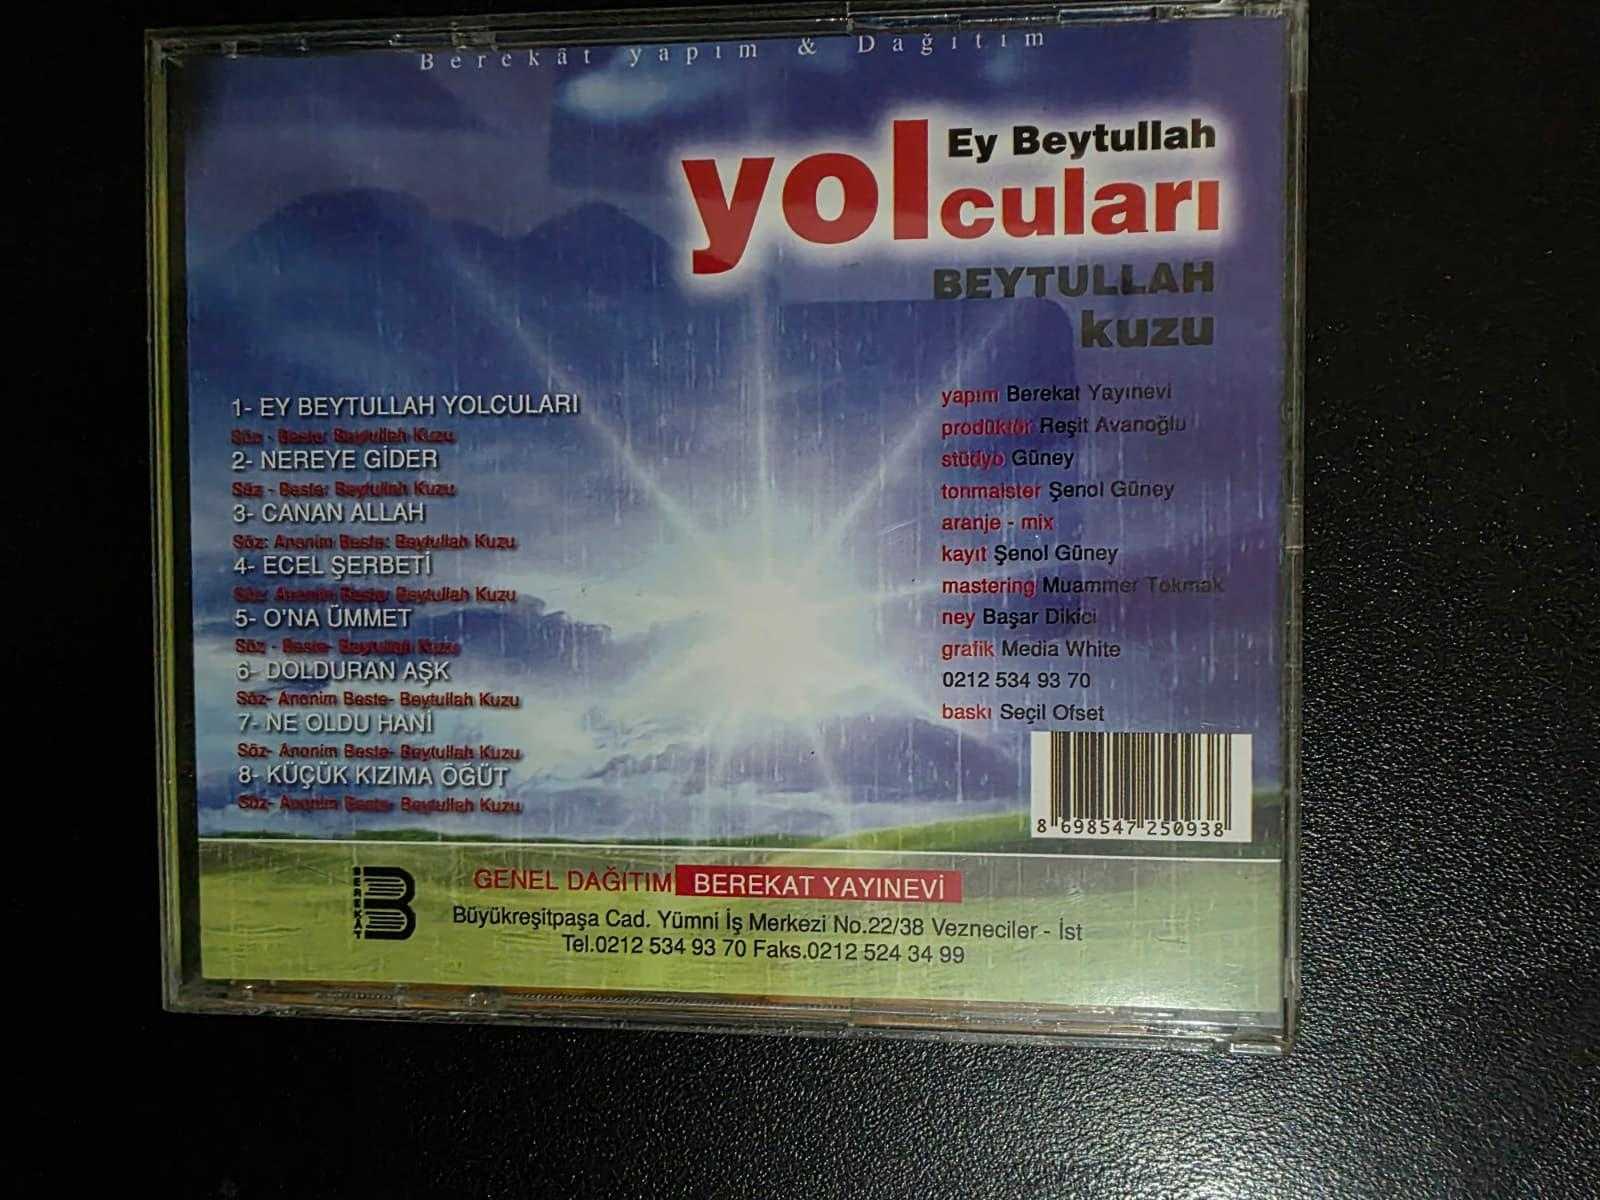 Berekât yapım & Dağıtım
Ey Beytullah
yolcuları
BEYTULLAH
kuzu
1- EY BEYTULLAH YOLCULARI
Söz - Beste: Beytullah Kuzu
2- NEREYE GİDER
Söz - Beste: Beytullah Kuzu
3- CANAN ALLAH
Söz: Anonim Beste: Beytullah Kuzu
4- ECEL ŞERBETİ
Söz: Anonim Beste: Beytullah Kuzu
5- O'NA ÜMMET
Söz - Beste- Beytullah Kuzu
6- DOLDURAN AŞK
Söz- Anonim Beste- Beytullah Kuzu
7- NE OLDU HANİ
Söz- Anonim Beste- Beytullah Kuzu
8- KÜÇÜK KIZIMA ÖĞÜT
Söz- Anonim Beste- Beytullah Kuzu
yapım Berekat Yayınevi
prodüktör Reşit Avanoğlu
stüdyo Güney
tonmaister Şenol Güney
aranje - mix
kayıt Şenol Güney
mastering Muammer Tokmak
ney Başar Dikici
grafik Media White
0212 534 93 70
baskı Seçil Ofset
8 698547 250938
BEREKÂT
GENEL DAĞITIM BEREKAT YAYINEVİ
Büyükreşitpaşa Cad. Yümni İş Merkezi No.22/38 Vezneciler - İst
Tel.0212 534 93 70 Faks.0212 524 34 99